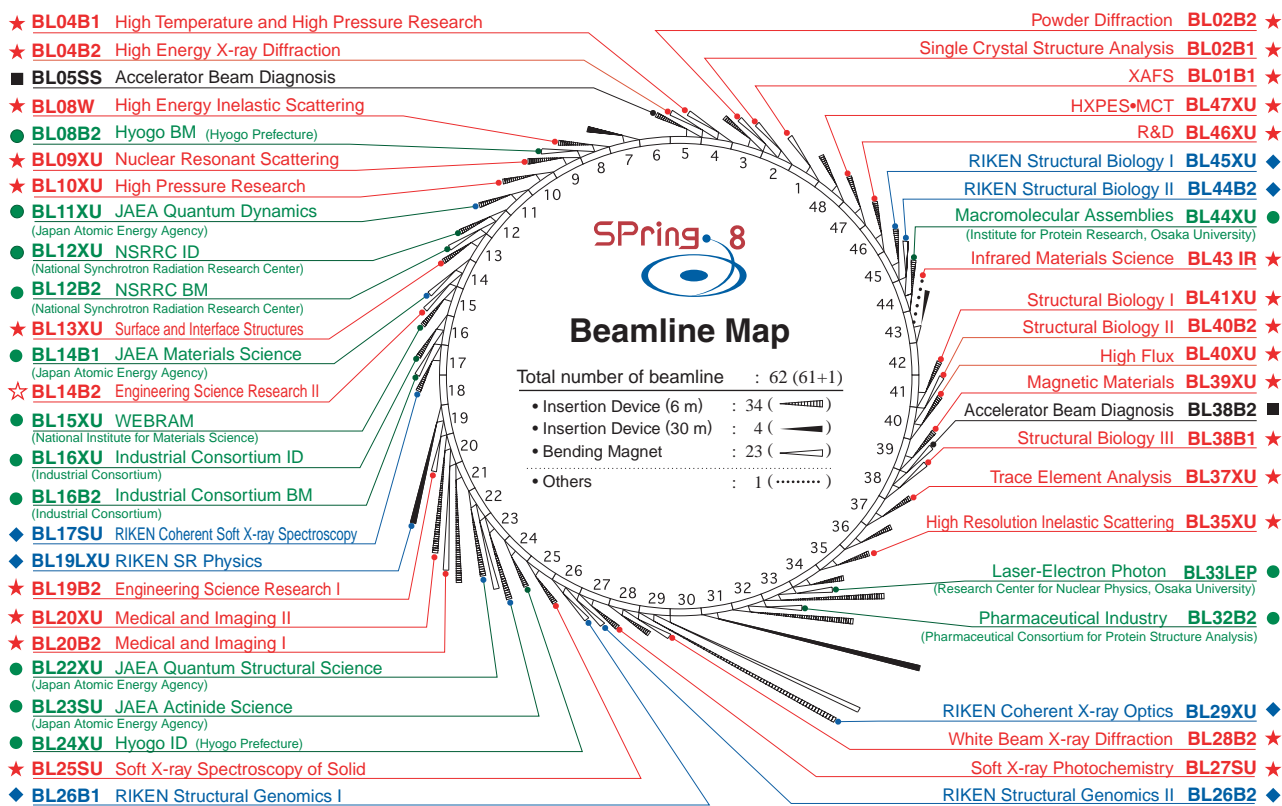 BL04B1 High Temperature and High Pressure Research
BL04B2 High Energy X-ray Diffraction
BL05SS Accelerator Beam Diagnosis
BL08W High Energy Inelastic Scattering
BL08B2 Hyogo BM (Hyogo Prefecture)
BL09XU Nuclear Resonant Scattering
BL10XU High Pressure Research
BL11XU JAEA Quantum Dynamics
(Japan Atomic Energy Agency)
BL12XU NSRRC ID
(National Synchrotron Radiation Research Center)
BL12B2 NSRRC BM
(National Synchrotron Radiation Research Center)
BL13XU Surface and Interface Structures
BL14B1 JAEA Materials Science
(Japan Atomic Energy Agency)
BL14B2 Engineering Science Research II
BL15XU WEBRAM
(National Institute for Materials Science)
BL16XU Industrial Consortium ID
(Industrial Consortium)
BL16B2 Industrial Consortium BM
(Industrial Consortium)
BL17SU RIKEN Coherent Soft X-ray Spectroscopy
BL19LXU RIKEN SR Physics
BL19B2 Engineering Science Research I
BL20XU Medical and Imaging II
BL20B2 Medical and Imaging I
BL22XU JAEA Quantum Structural Science
(Japan Atomic Energy Agency)
BL23SU JAEA Actinide Science
(Japan Atomic Energy Agency)
BL24XU Hyogo ID (Hyogo Prefecture)
BL25SU Soft X-ray Spectroscopy of Solid
BL26B1 RIKEN Structural Genomics I
SPring-8
Beamline Map
Total number of beamline : 62 (61+1)
• Insertion Device (6 m) : 34 ( )
• Insertion Device (30 m) : 4 ( )
• Bending Magnet : 23 ( )
• Others : 1 (.........)
1
2
3
4
5
6
7
8
9
10
11
12
13
14
15
16
17
18
19
20
21
22
23
24
25
26
27
28
29
30
31
32
33
34
35
36
37
38
39
40
41
42
43
44
45
46
47
48
Powder Diffraction BL02B2
Single Crystal Structure Analysis BL02B1
XAFS BL01B1
HXPES•MCT BL47XU
R&D BL46XU
RIKEN Structural Biology I BL45XU
RIKEN Structural Biology II BL44B2
Macromolecular Assemblies BL44XU
(Institute for Protein Research, Osaka University)
Infrared Materials Science BL43 IR
Structural Biology I BL41XU
Structural Biology II BL40B2
High Flux BL40XU
Magnetic Materials BL39XU
Accelerator Beam Diagnosis BL38B2
Structural Biology III BL38B1
Trace Element Analysis BL37XU
High Resolution Inelastic Scattering BL35XU
Laser-Electron Photon BL33LEP
(Research Center for Nuclear Physics, Osaka University)
Pharmaceutical Industry BL32B2
(Pharmaceutical Consortium for Protein Structure Analysis)
RIKEN Coherent X-ray Optics BL29XU
White Beam X-ray Diffraction BL28B2
Soft X-ray Photochemistry BL27SU
RIKEN Structural Genomics II BL26B2